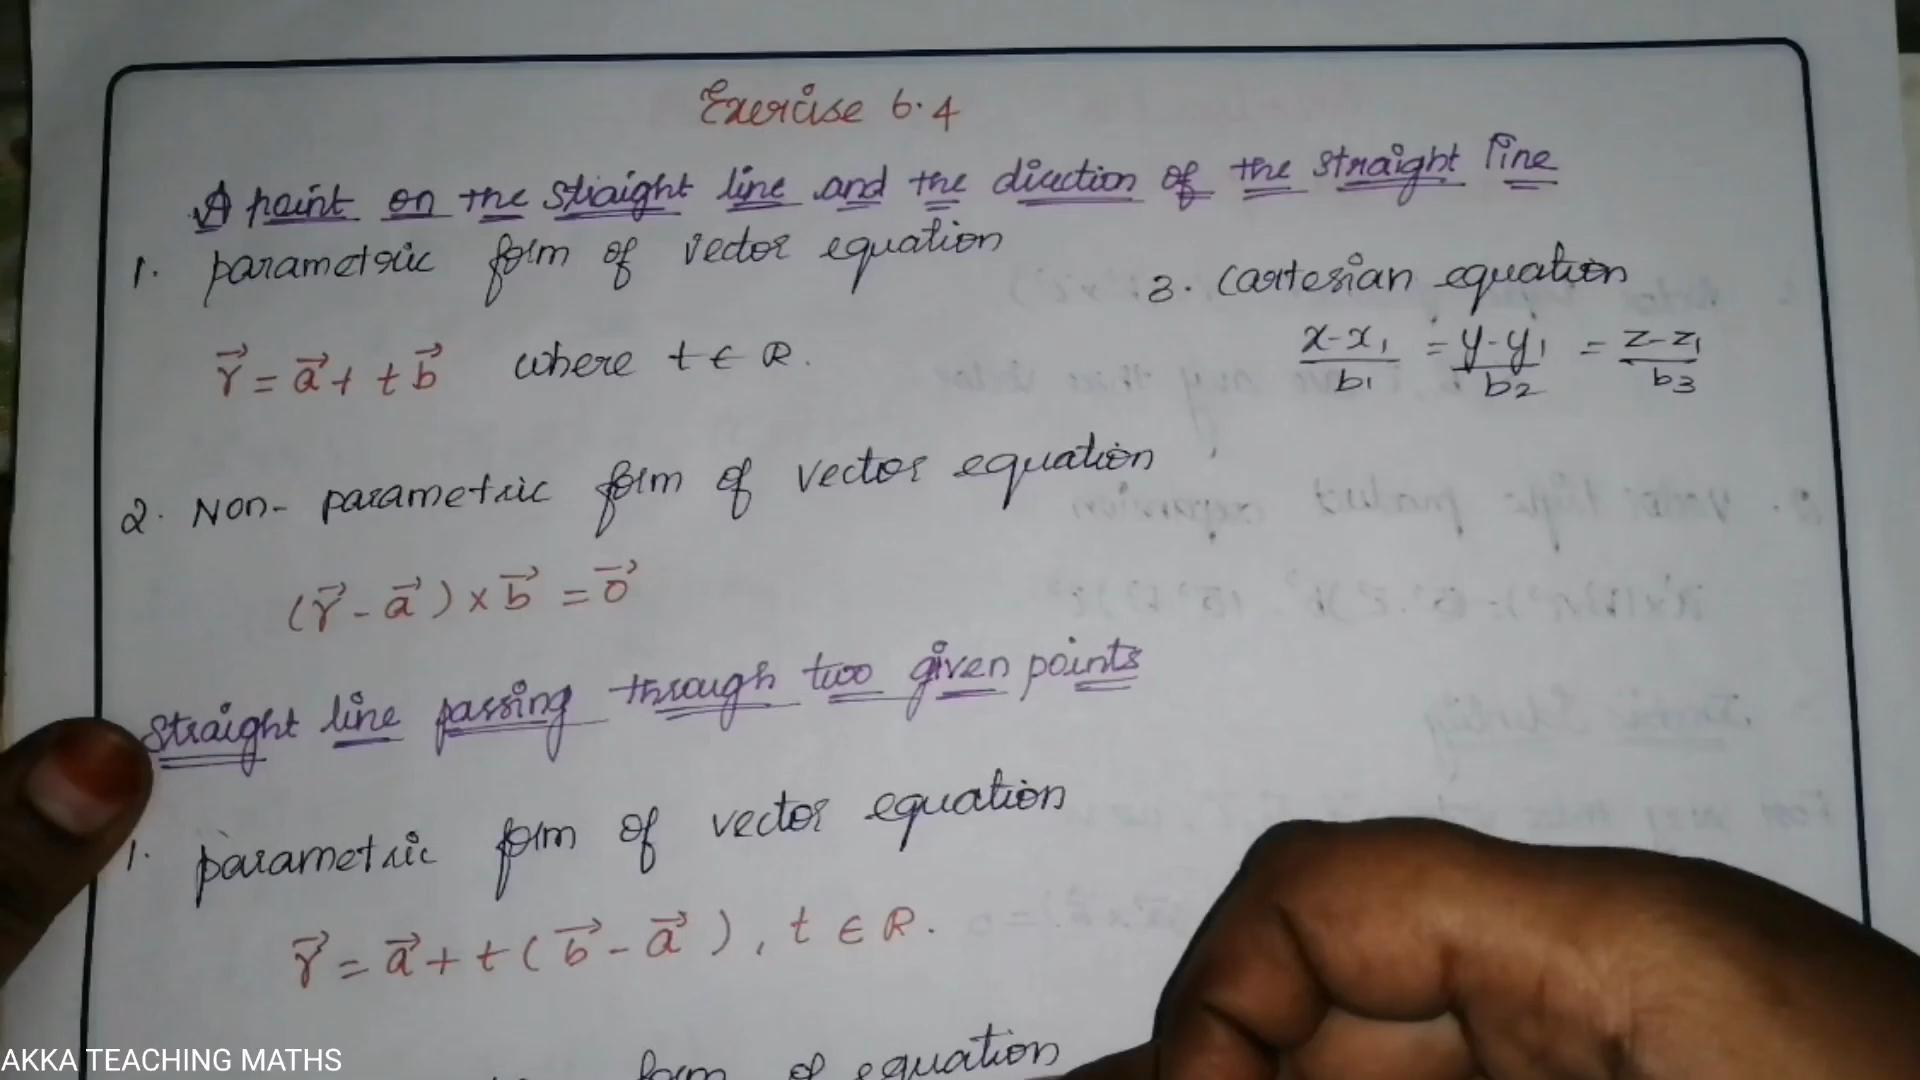 Exercise 6.4
A point on the straight line and the direction of the straight line
1. parametric form of vector equation
r⃗ = a⃗ + t b⃗ where t ∈ R.
3. Cartesian equation
x-x₁/b₁ = y-y₁/b₂ = z-z₁/b₃
2. Non-parametric form of vector equation
(r⃗ - a⃗) × b⃗ = 0⃗
Straight line passing through two given points
1. parametric form of vector equation
r⃗ = a⃗ + t(b⃗ - a⃗), t ∈ R.
form of equation
AKKA TEACHING MATHS